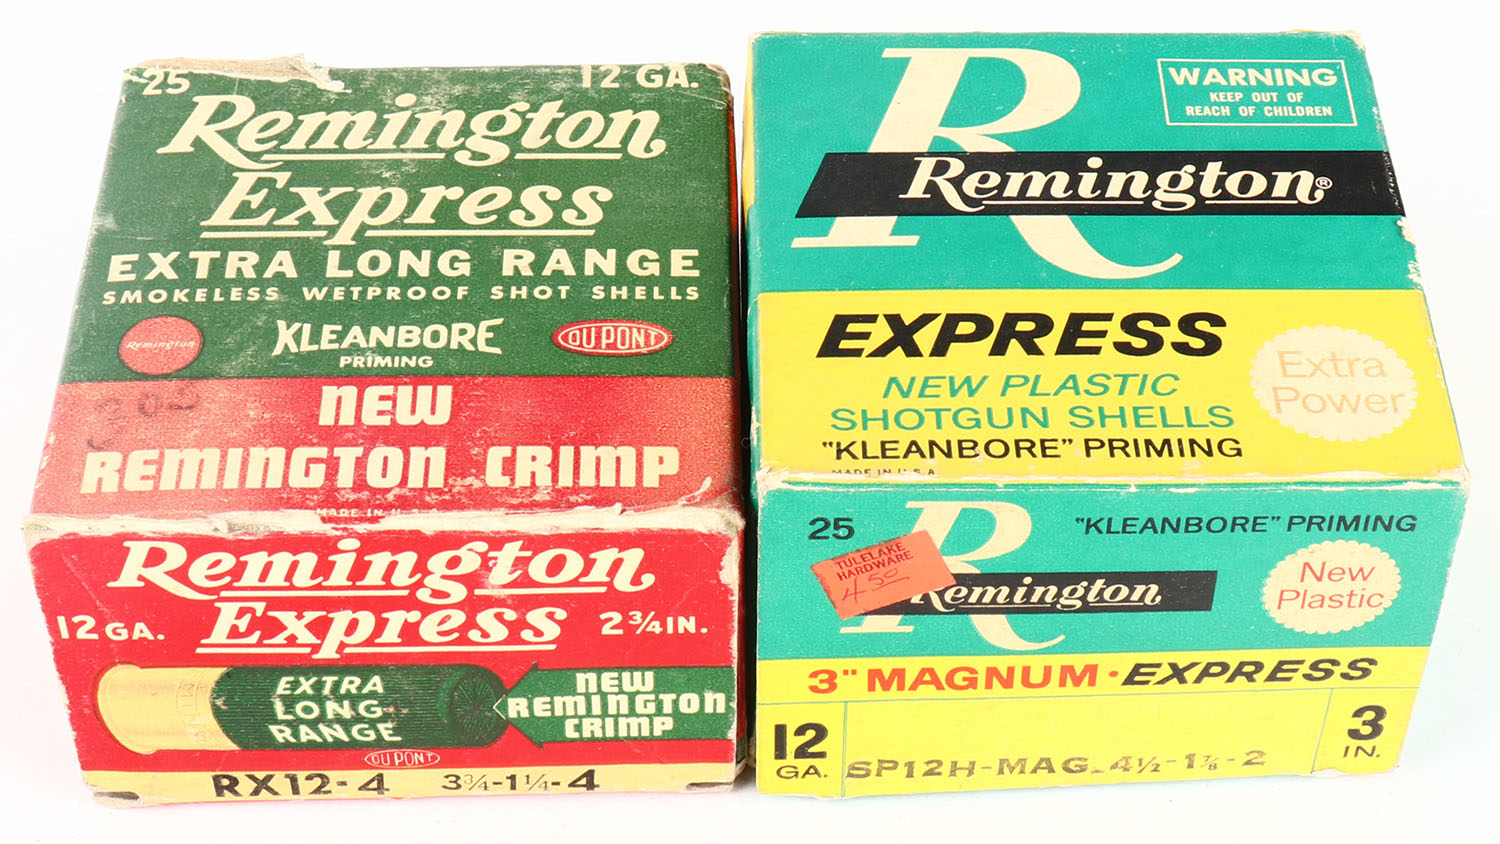 25 12 GA.
Remington
Express
EXTRA LONG RANGE
SMOKELESS WETPROOF SHOT SHELLS
Remington
KLEANBORE
PRIMING
DU PONT
NEW
REMINGTON CRIMP
MADE IN U.S.A.
Remington
Express
12 GA.
2¾ IN.
EXTRA
LONG
RANGE
NEW
REMINGTON
CRIMP
DU PONT
RX12-4 3¾-1¼-4
WARNING
KEEP OUT OF
REACH OF CHILDREN
R
Remington®
EXPRESS
NEW PLASTIC
SHOTGUN SHELLS
"KLEANBORE" PRIMING
MADE IN U.S.A.
Extra
Power
25
R
"KLEANBORE" PRIMING
TULELAKE
HARDWARE
4 50
Remington
New
Plastic
3" MAGNUM · EXPRESS
12
GA.
SP12H-MAG. 4½-1⅞-2
3
IN.